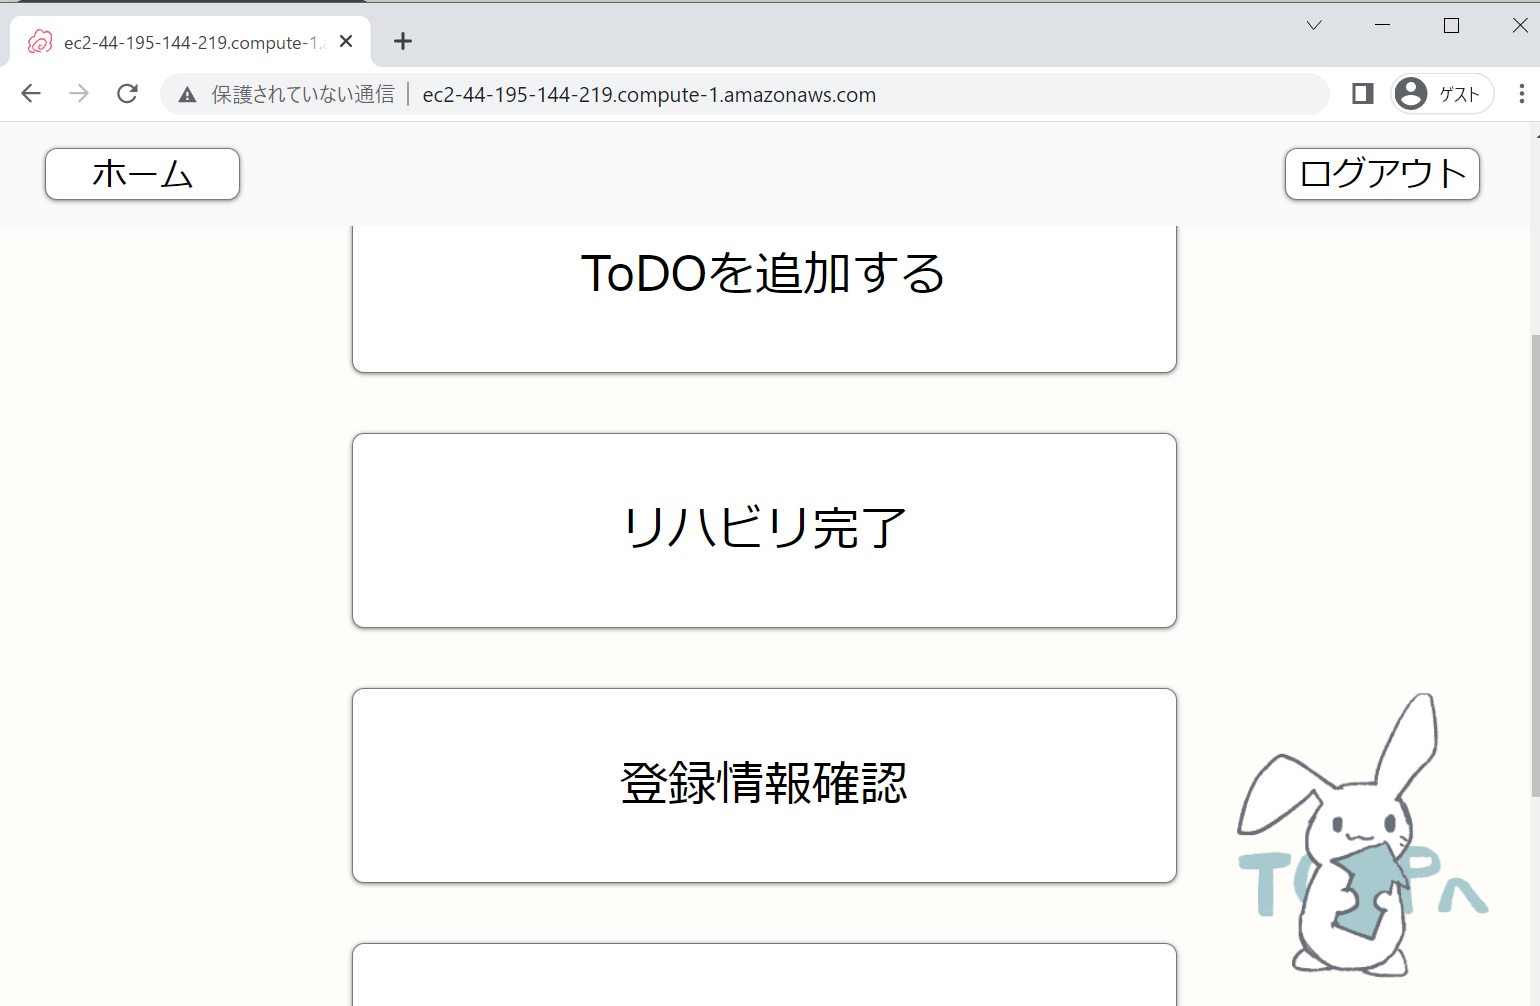 ec2-44-195-144-219.compute-1.a
保護されていない通信 ec2-44-195-144-219.compute-1.amazonaws.com ゲスト
ホーム ログアウト
ToDOを追加する
リハビリ完了
登録情報確認